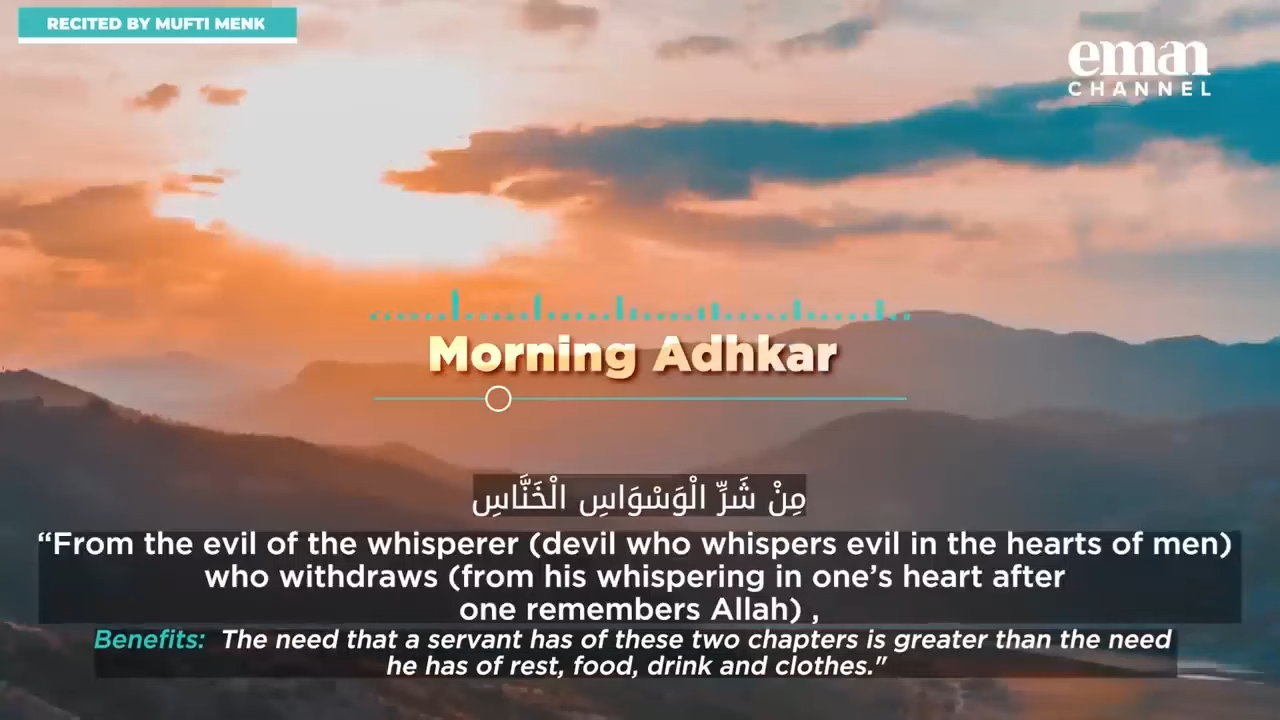 RECITED BY MUFTI MENK
eman
CHANNEL
Morning Adhkar
مِنْ شَرِّ الْوَسْوَاسِ الْخَنَّاسِ
“From the evil of the whisperer (devil who whispers evil in the hearts of men)
who withdraws (from his whispering in one’s heart after
one remembers Allah) ,
Benefits: The need that a servant has of these two chapters is greater than the need
he has of rest, food, drink and clothes."